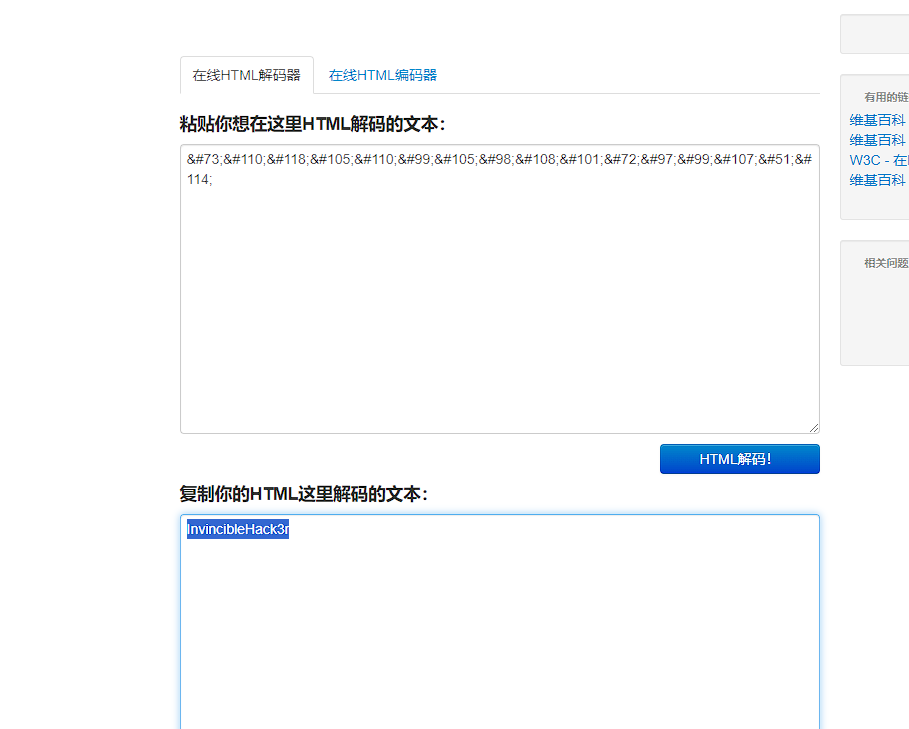 在线HTML解码器 在线HTML编码器
粘贴你想在这里HTML解码的文本：
&#73;&#110;&#118;&#105;&#110;&#99;&#105;&#98;&#108;&#101;&#72;&#97;&#99;&#107;&#51;&#
114;
HTML解码！
复制你的HTML这里解码的文本：
InvincibleHack3r
有用的链
维基百科
维基百科
W3C - 在
维基百科
相关问题